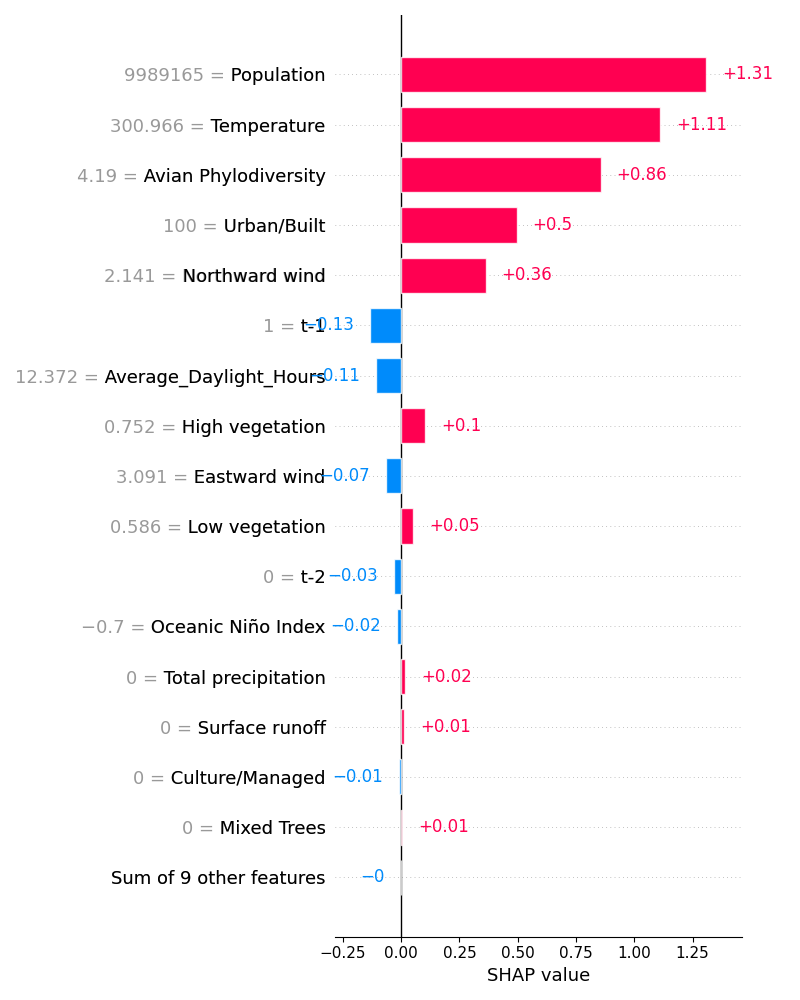 9989165 = Population +1.31
300.966 = Temperature +1.11
4.19 = Avian Phylodiversity +0.86
100 = Urban/Built +0.5
2.141 = Northward wind +0.36
1 = t-1 −0.13
12.372 = Average_Daylight_Hours −0.11
0.752 = High vegetation +0.1
3.091 = Eastward wind −0.07
0.586 = Low vegetation +0.05
0 = t-2 −0.03
−0.7 = Oceanic Niño Index −0.02
0 = Total precipitation +0.02
0 = Surface runoff +0.01
0 = Culture/Managed −0.01
0 = Mixed Trees +0.01
Sum of 9 other features −0
−0.25 0.00 0.25 0.50 0.75 1.00 1.25
SHAP value